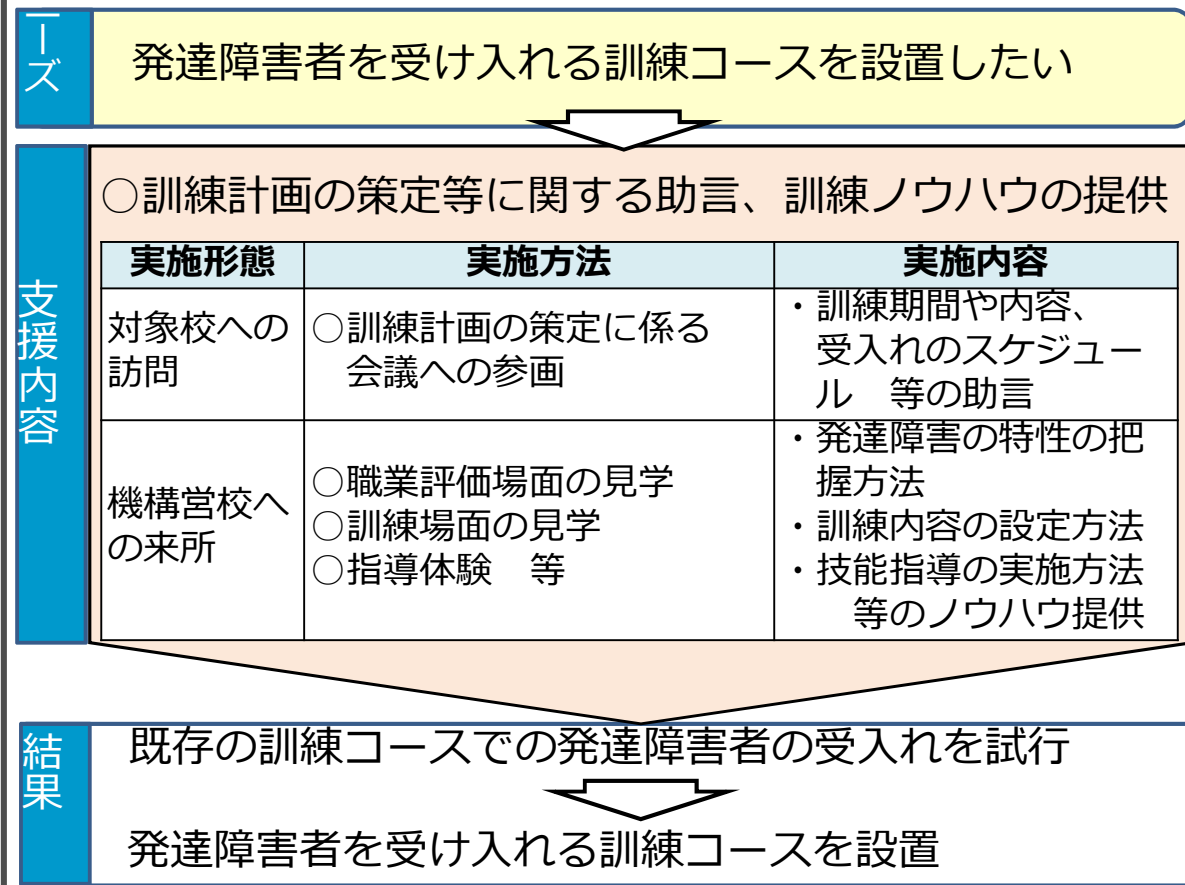 ーズ
発達障害者を受け入れる訓練コースを設置したい
支援内容
○訓練計画の策定等に関する助言、訓練ノウハウの提供
実施形態
実施方法
実施内容
対象校への
訪問
○訓練計画の策定に係る
会議への参画
・訓練期間や内容、
受入れのスケジュー
ル　等の助言
機構営校へ
の来所
○職業評価場面の見学
○訓練場面の見学
○指導体験　等
・発達障害の特性の把
握方法
・訓練内容の設定方法
・技能指導の実施方法
等のノウハウ提供
結果
既存の訓練コースでの発達障害者の受入れを試行
発達障害者を受け入れる訓練コースを設置